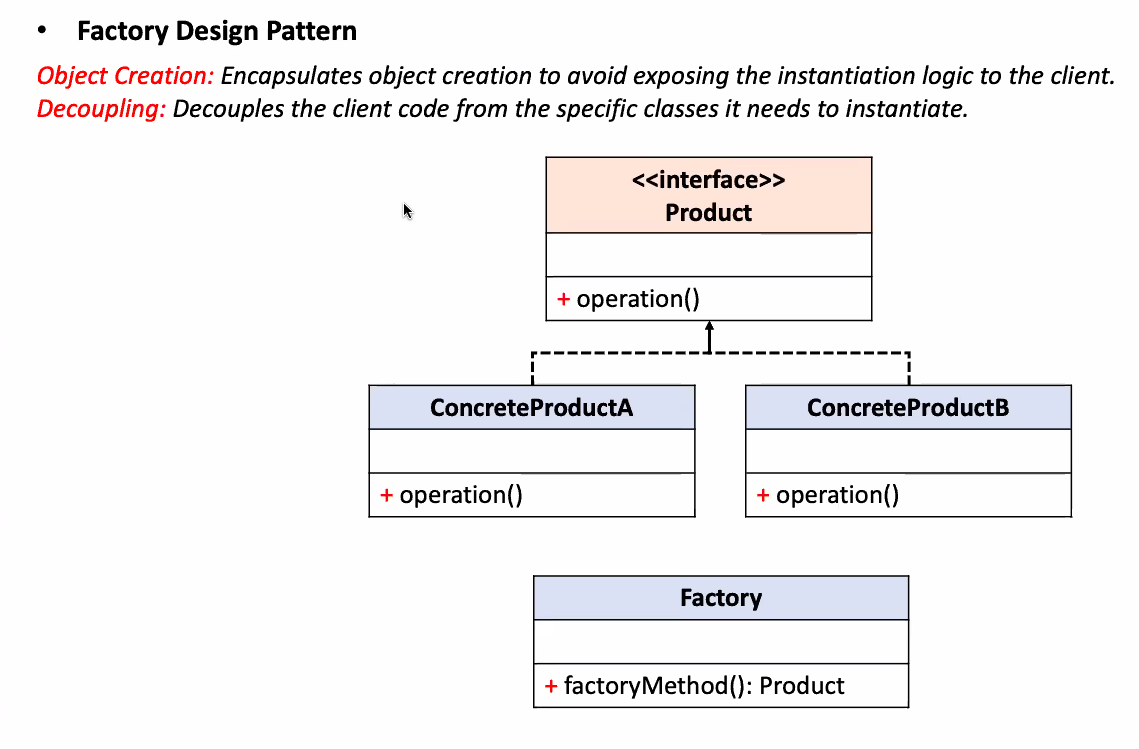 • Factory Design Pattern
Object Creation: Encapsulates object creation to avoid exposing the instantiation logic to the client.
Decoupling: Decouples the client code from the specific classes it needs to instantiate.
<<interface>>
Product
+ operation()
ConcreteProductA
+ operation()
ConcreteProductB
+ operation()
Factory
+ factoryMethod(): Product